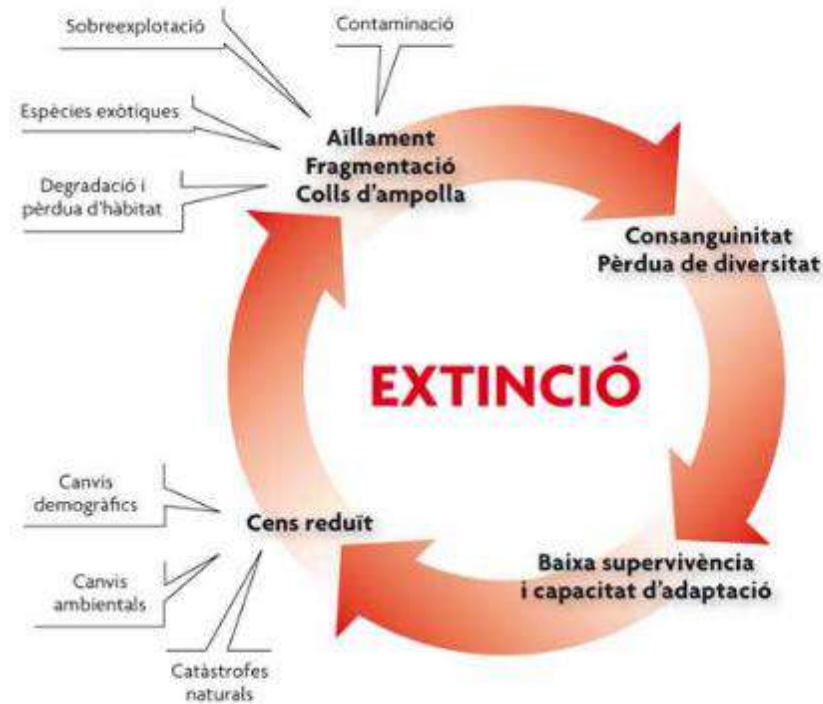 Sobreexplotació
Contaminació
Espècies exòtiques
Degradació i
pèrdua d'hàbitat
Aïllament
Fragmentació
Colls d'ampolla
Consanguinitat
Pèrdua de diversitat
EXTINCIÓ
Canvis
demogràfics
Cens reduït
Canvis
ambientals
Catàstrofes
naturals
Baixa supervivència
i capacitat d'adaptació